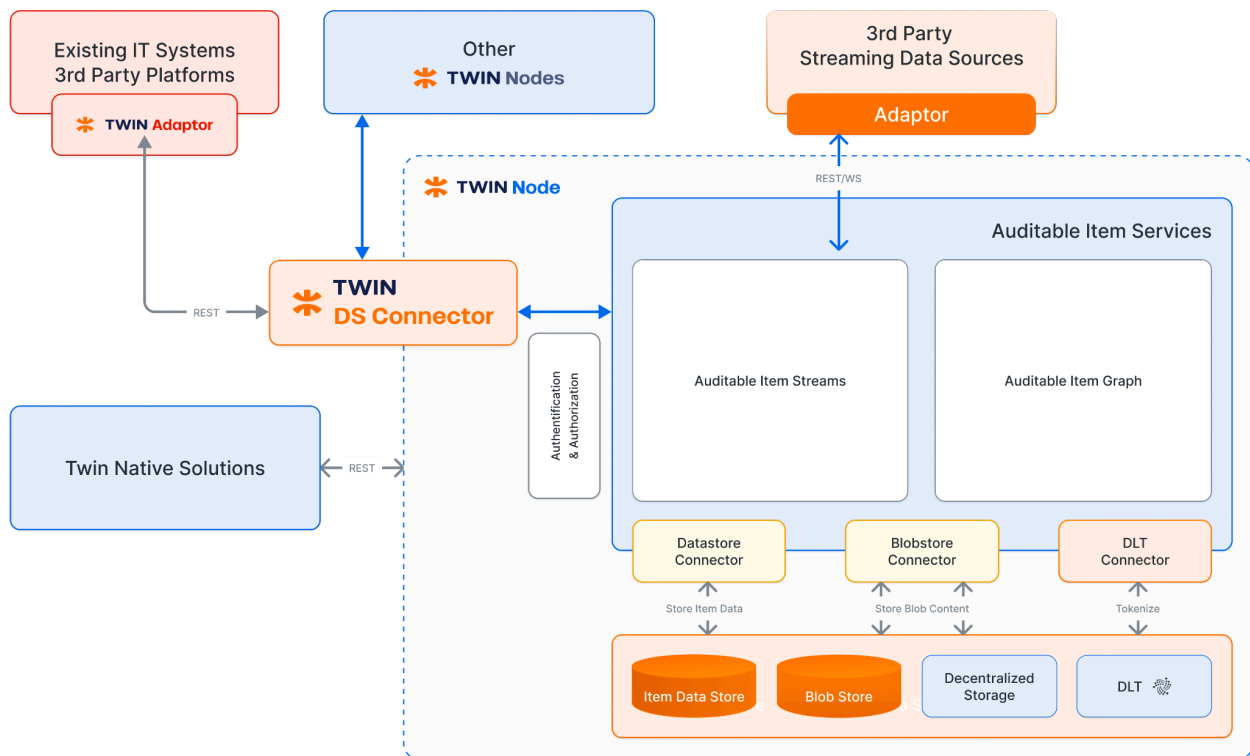 Existing IT Systems
3rd Party Platforms
TWIN Adaptor
Other
TWIN Nodes
3rd Party
Streaming Data Sources
Adaptor
REST/WS
TWIN Node
Auditable Item Services
TWIN
DS Connector
REST
Authentification
& Authorization
Auditable Item Streams
Auditable Item Graph
Twin Native Solutions
REST
Datastore
Connector
Blobstore
Connector
DLT
Connector
Store Item Data
Store Blob Content
Tokenize
Item Data Store
Blob Store
Decentralized
Storage
DLT